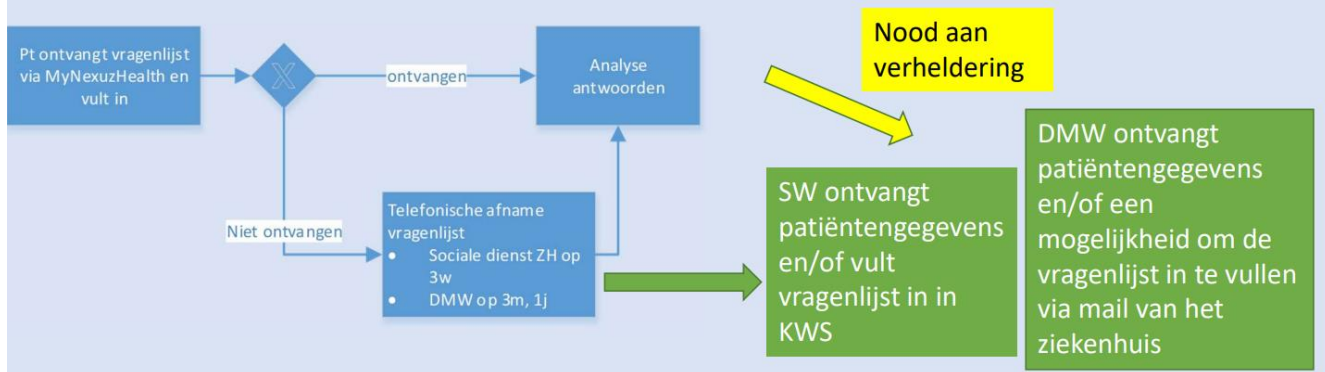 Pt ontvangt vragenlijst
via MyNexuzHealth en
vult in
X
ontvangen
Analyse
antwoorden
Niet ontvangen
Telefonische afname
vragenlijst
• Sociale dienst ZH op
3w
• DMW op 3m, 1j
Nood aan
verheldering
SW ontvangt
patiëntengegevens
en/of vult
vragenlijst in in
KWS
DMW ontvangt
patiëntengegevens
en/of een
mogelijkheid om de
vragenlijst in te vullen
via mail van het
ziekenhuis